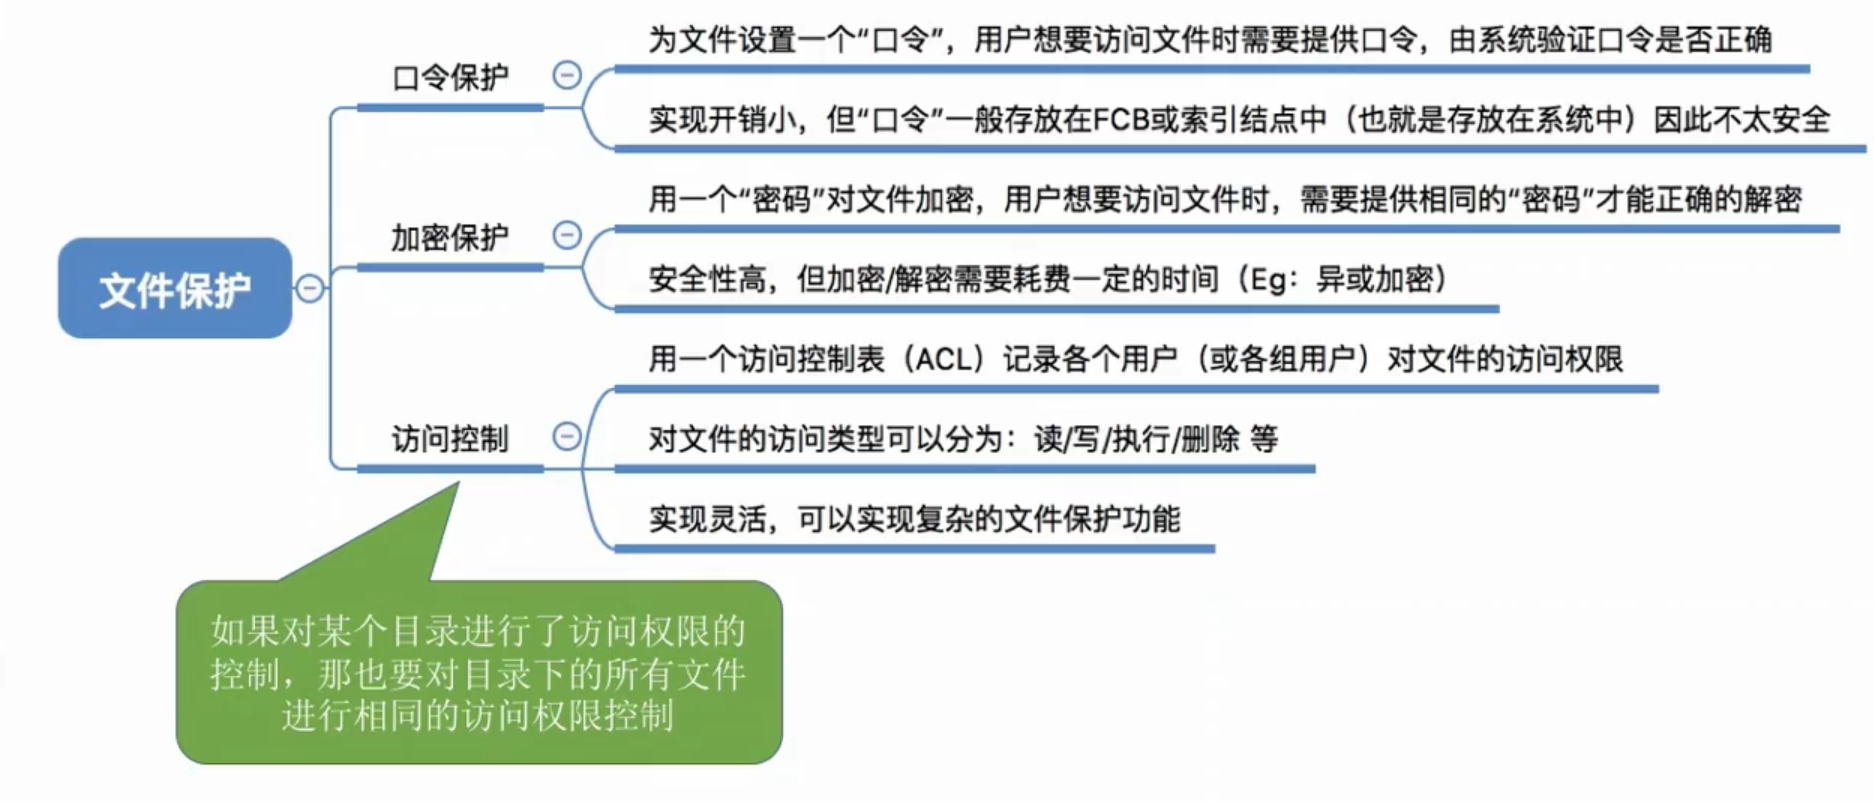 文件保护
口令保护
为文件设置一个“口令”，用户想要访问文件时需要提供口令，由系统验证口令是否正确
实现开销小，但“口令”一般存放在FCB或索引结点中（也就是存放在系统中）因此不太安全
加密保护
用一个“密码”对文件加密，用户想要访问文件时，需要提供相同的“密码”才能正确的解密
安全性高，但加密/解密需要耗费一定的时间（Eg：异或加密）
访问控制
用一个访问控制表（ACL）记录各个用户（或各组用户）对文件的访问权限
对文件的访问类型可以分为：读/写/执行/删除 等
实现灵活，可以实现复杂的文件保护功能
如果对某个目录进行了访问权限的
控制，那也要对目录下的所有文件
进行相同的访问权限控制